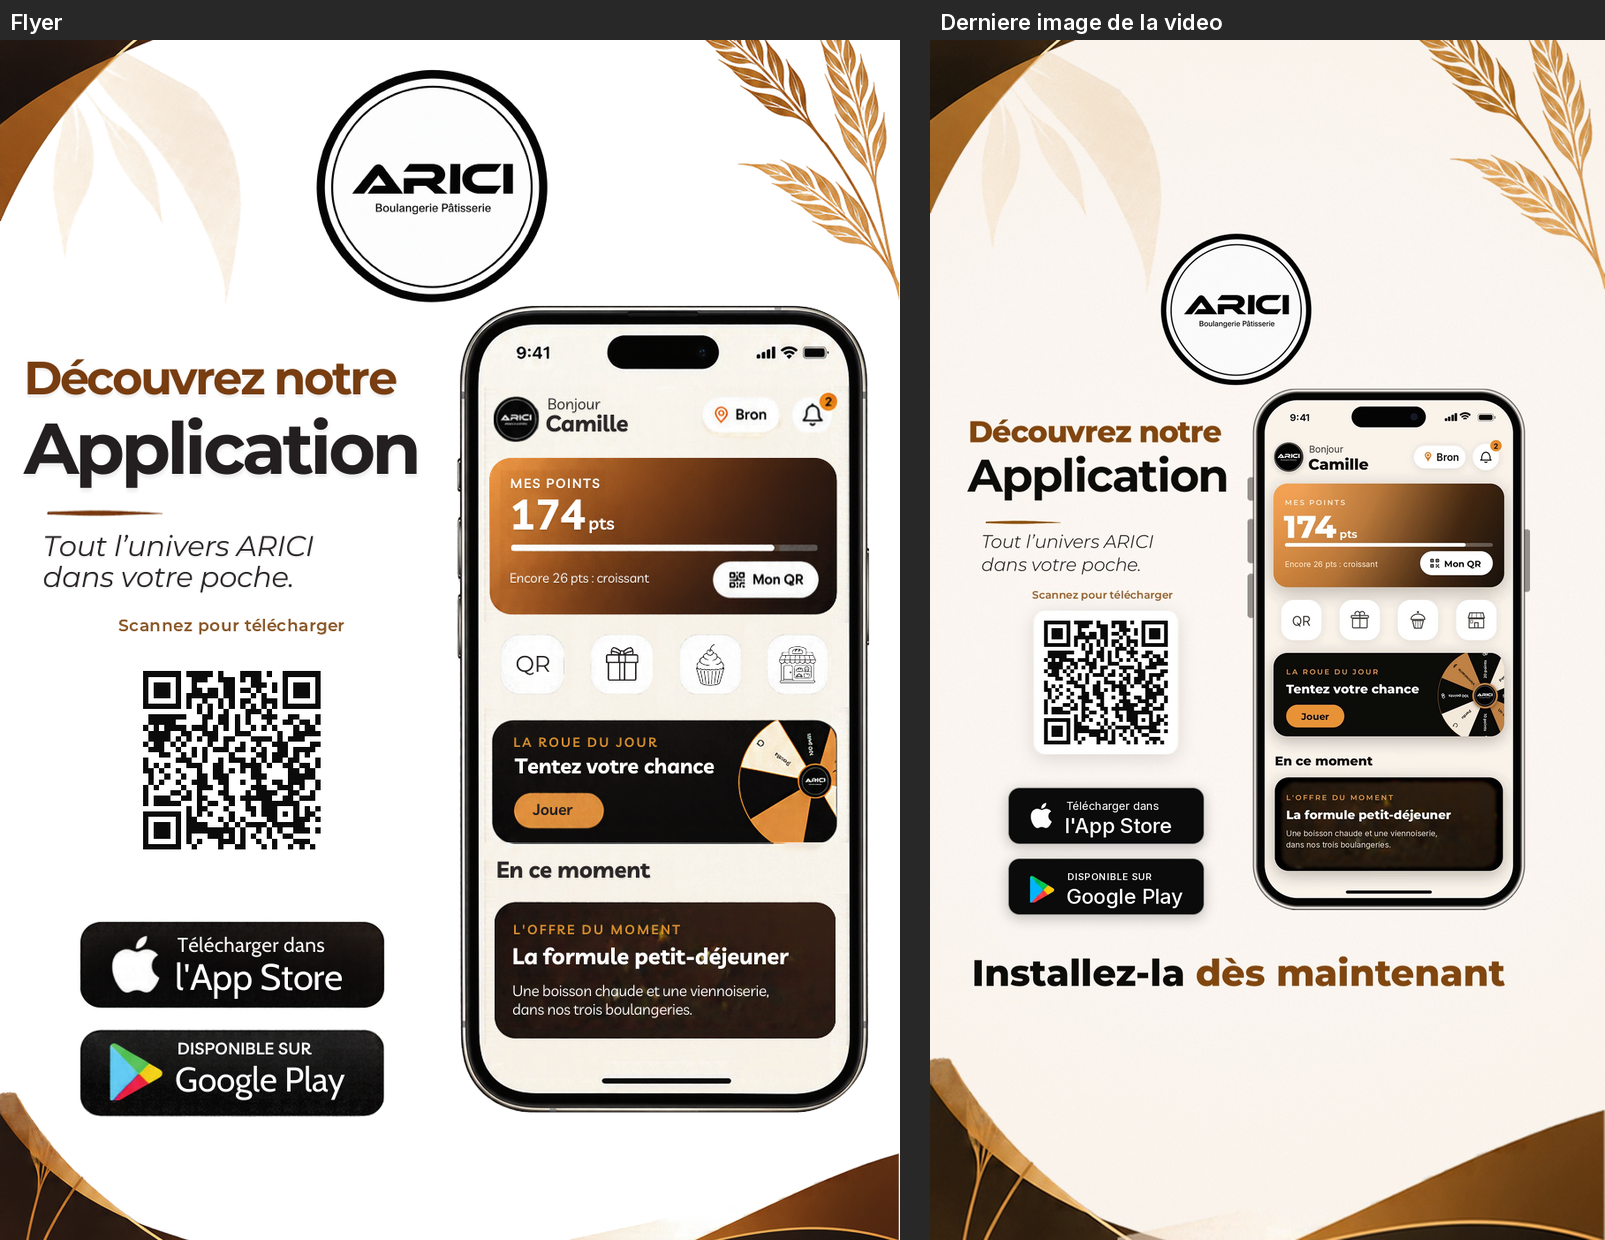 Flyer
ARICI
Boulangerie Pâtisserie
Découvrez notre
Application
Tout l’univers ARICI
dans votre poche.
Scannez pour télécharger
Télécharger dans
l'App Store
DISPONIBLE SUR
Google Play
9:41
ARICI
Bonjour
Camille
Bron
2
MES POINTS
174 pts
Encore 26 pts : croissant
Mon QR
QR
LA ROUE DU JOUR
Tentez votre chance
Jouer
ARICI
En ce moment
L'OFFRE DU MOMENT
La formule petit-déjeuner
Une boisson chaude et une viennoiserie,
dans nos trois boulangeries.
Derniere image de la video
ARICI
Boulangerie Pâtisserie
Découvrez notre
Application
Tout l’univers ARICI
dans votre poche.
Scannez pour télécharger
Télécharger dans
l'App Store
DISPONIBLE SUR
Google Play
9:41
ARICI
Bonjour
Camille
Bron
2
MES POINTS
174 pts
Encore 26 pts : croissant
Mon QR
QR
LA ROUE DU JOUR
Tentez votre chance
Jouer
ARICI
En ce moment
L'OFFRE DU MOMENT
La formule petit-déjeuner
Une boisson chaude et une viennoiserie,
dans nos trois boulangeries.
Installez-la dès maintenant